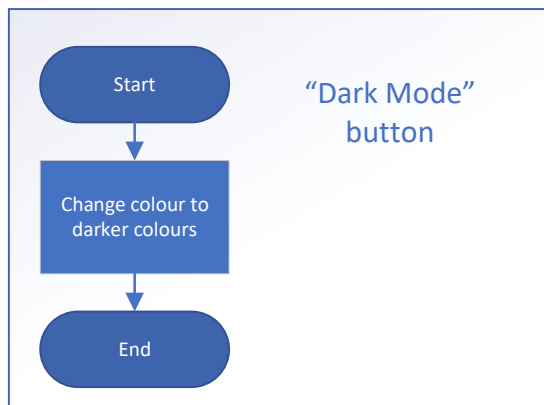 Start
“Dark Mode”
button
Change colour to
darker colours
End